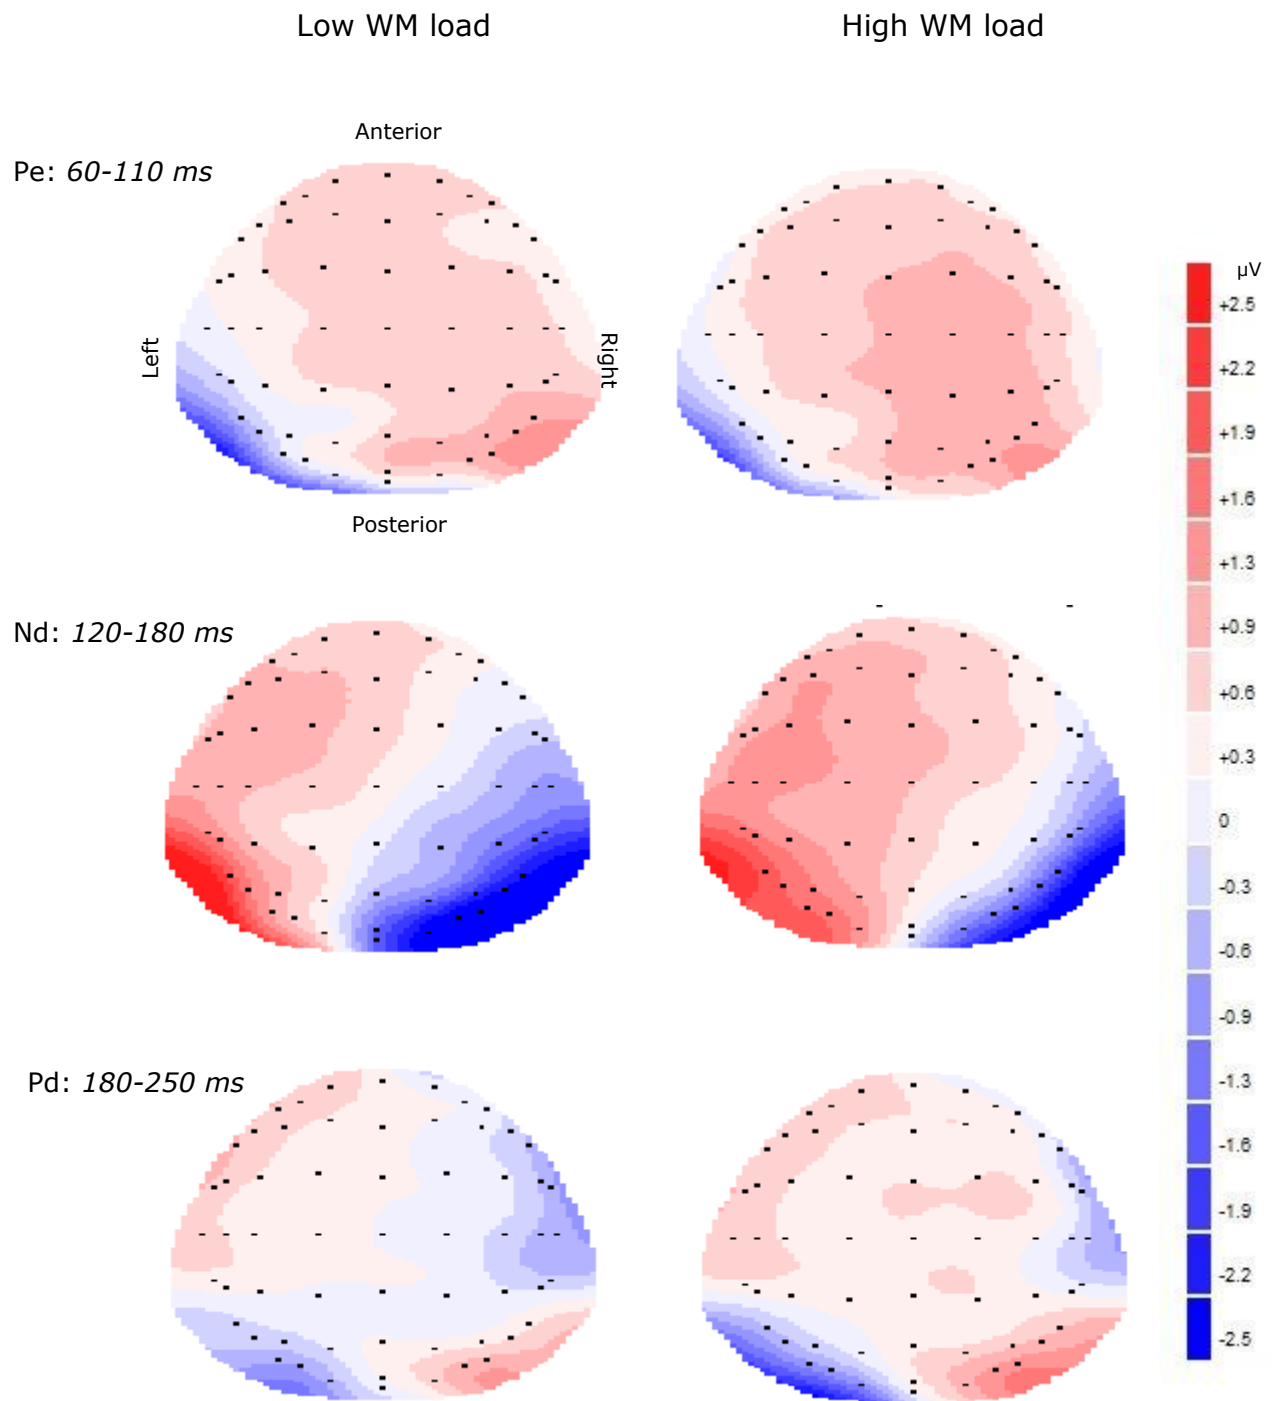 Low WM load
High WM load
Anterior
Pe: 60-110 ms
Left
Right
Posterior
Nd: 120-180 ms
Pd: 180-250 ms
µV
+2.5
+2.2
+1.9
+1.6
+1.3
+0.9
+0.6
+0.3
0
-0.3
-0.6
-0.9
-1.3
-1.6
-1.9
-2.2
-2.5